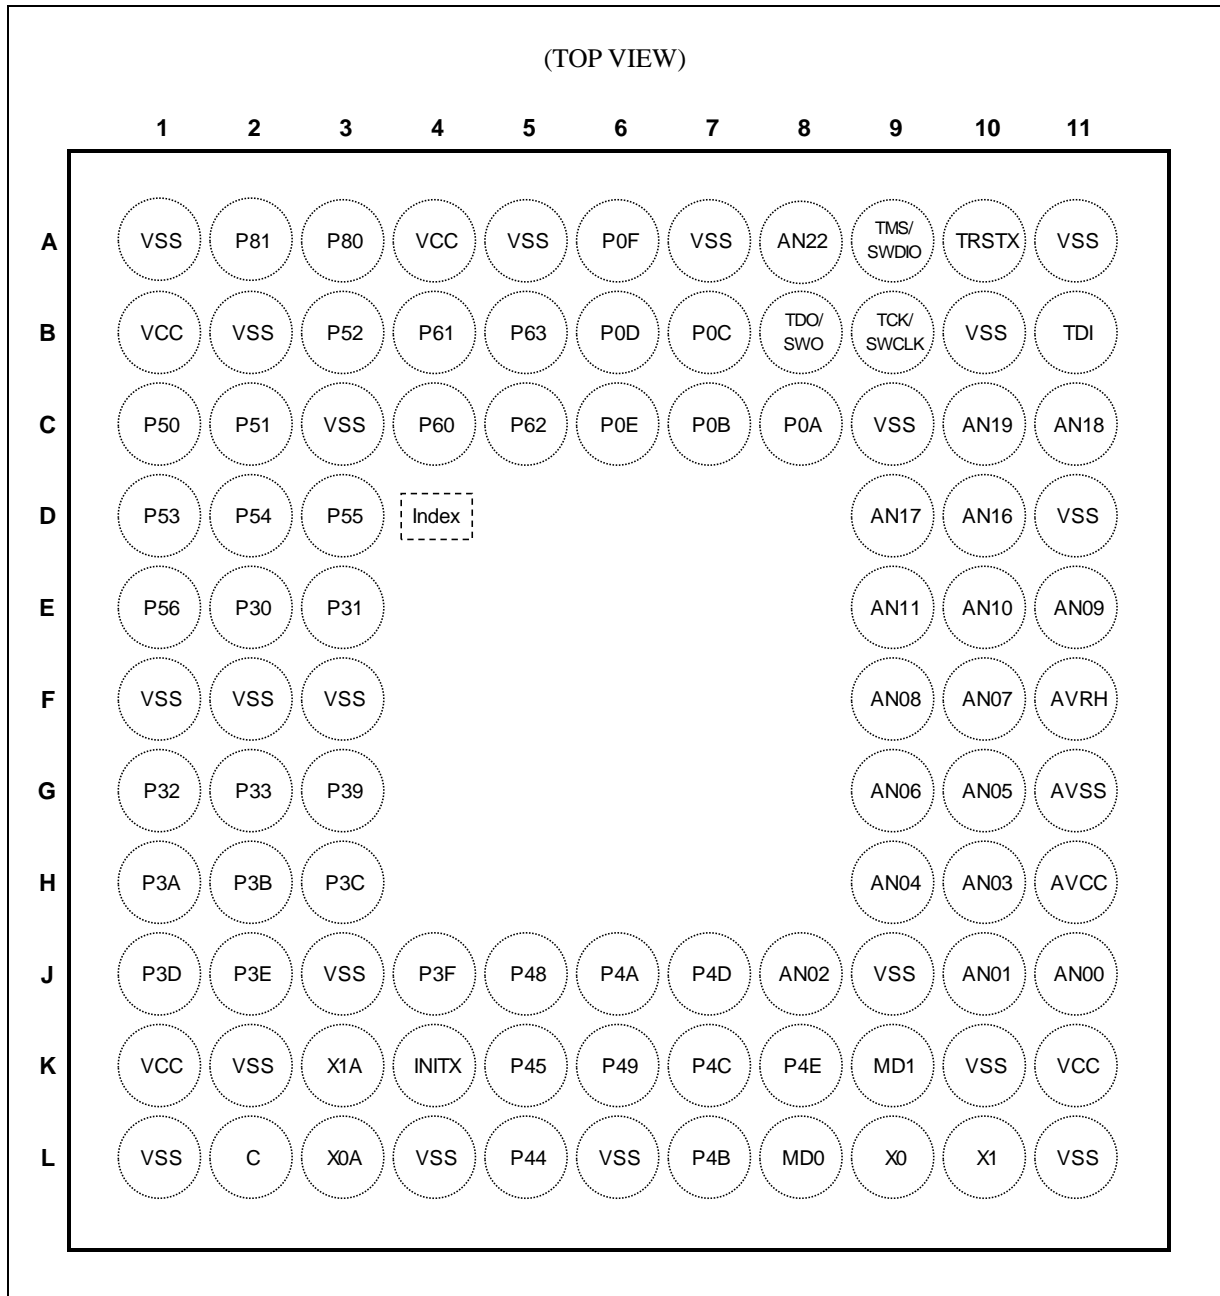 (TOP VIEW)
1 2 3 4 5 6 7 8 9 10 11
A VSS P81 P80 VCC VSS P0F VSS AN22 TMS/SWDIO TRSTX VSS
B VCC VSS P52 P61 P63 P0D P0C TDO/SWO TCK/SWCLK VSS TDI
C P50 P51 VSS P60 P62 P0E P0B P0A VSS AN19 AN18
D P53 P54 P55 Index AN17 AN16 VSS
E P56 P30 P31 AN11 AN10 AN09
F VSS VSS VSS AN08 AN07 AVRH
G P32 P33 P39 AN06 AN05 AVSS
H P3A P3B P3C AN04 AN03 AVCC
J P3D P3E VSS P3F P48 P4A P4D AN02 VSS AN01 AN00
K VCC VSS X1A INITX P45 P49 P4C P4E MD1 VSS VCC
L VSS C X0A VSS P44 VSS P4B MD0 X0 X1 VSS